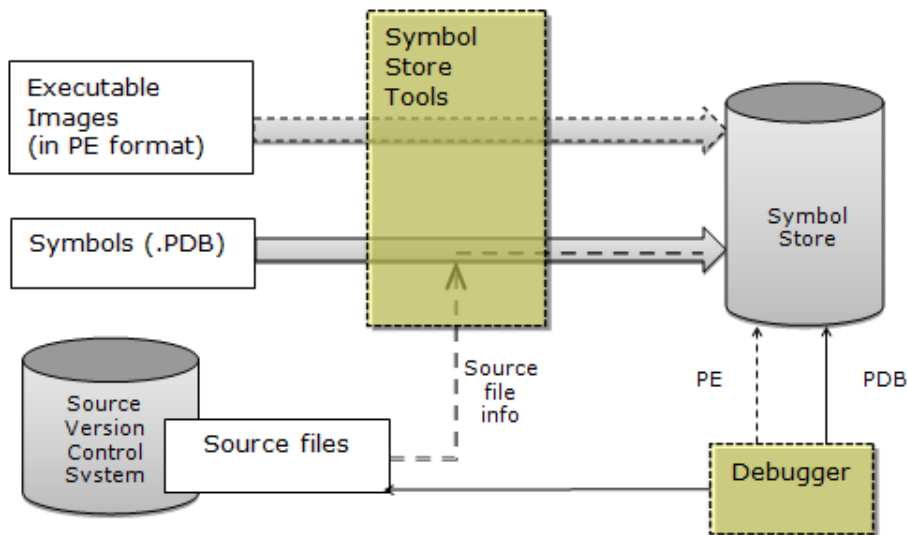 Symbol
Store
Tools
Executable
Images
(in PE format)
Symbol
Store
Symbols (.PDB)
Source
file
info
PE
PDB
Source
Version
Control
System
Source files
Debugger